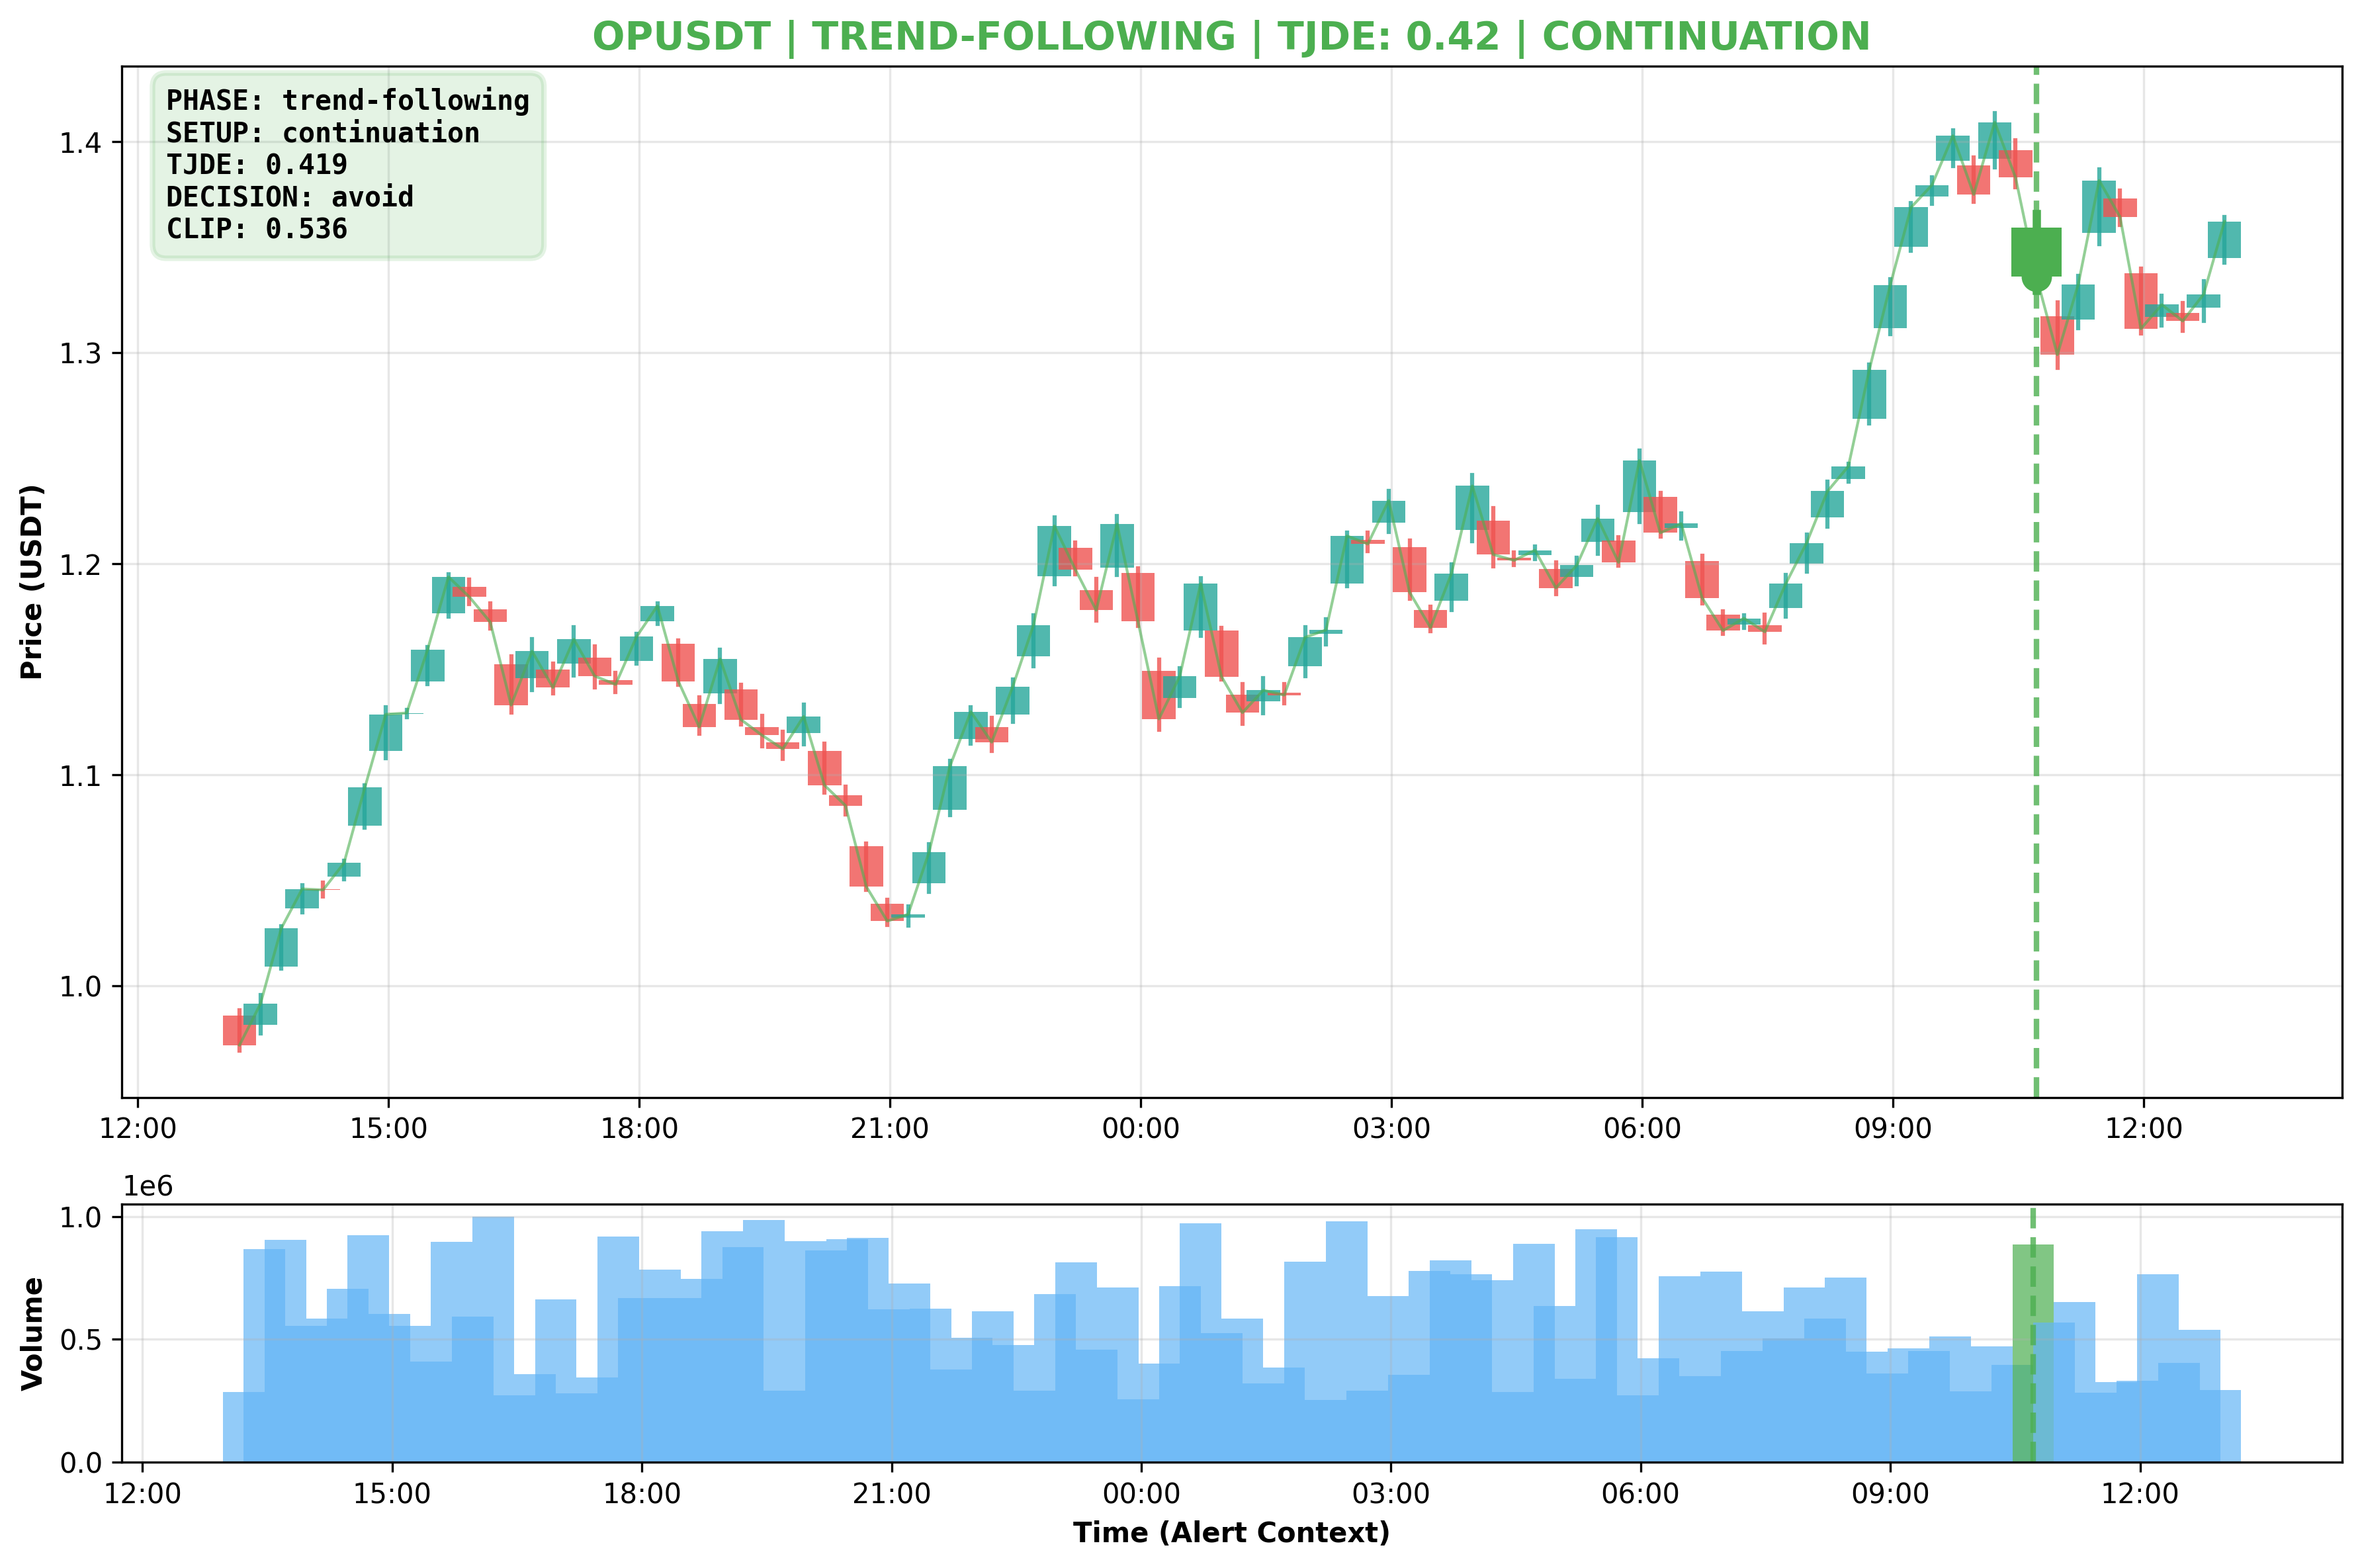 OPUSDT | TREND-FOLLOWING | TJDE: 0.42 | CONTINUATION
PHASE: trend-following
SETUP: continuation
TJDE: 0.419
DECISION: avoid
CLIP: 0.536
Price (USDT)
1.4
1.3
1.2
1.1
1.0
12:00 15:00 18:00 21:00 00:00 03:00 06:00 09:00 12:00
1e6
Volume
1.0
0.5
0.0
12:00 15:00 18:00 21:00 00:00 03:00 06:00 09:00 12:00
Time (Alert Context)